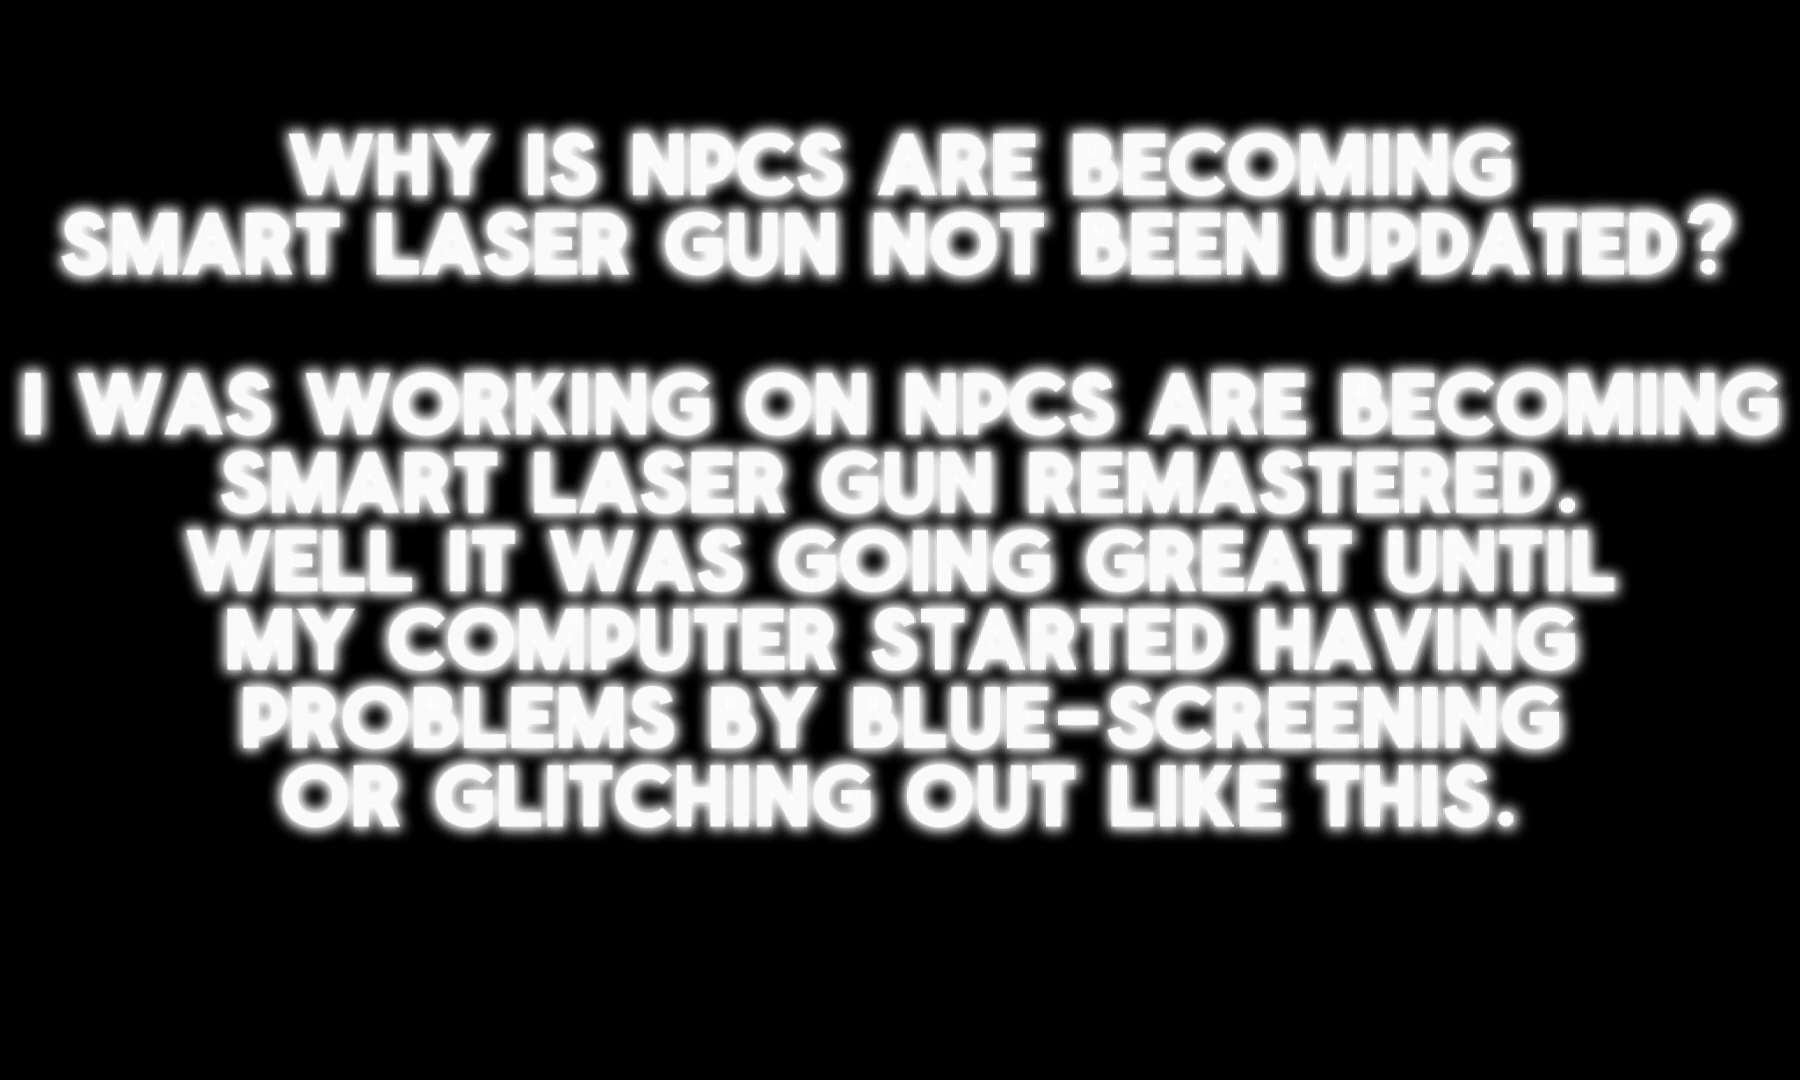 WHY IS NPCS ARE BECOMING
SMART LASER GUN NOT BEEN UPDATED?
I WAS WORKING ON NPCS ARE BECOMING
SMART LASER GUN REMASTERED.
WELL IT WAS GOING GREAT UNTIL
MY COMPUTER STARTED HAVING
PROBLEMS BY BLUE-SCREENING
OR GLITCHING OUT LIKE THIS.